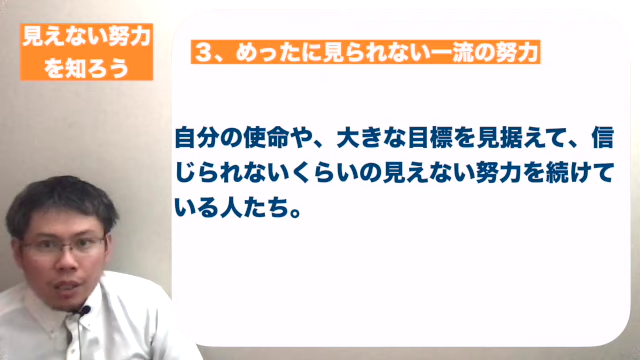 見えない努力
を知ろう
３、めったに見られない一流の努力
自分の使命や、大きな目標を見据えて、信
じられないくらいの見えない努力を続けて
いる人たち。